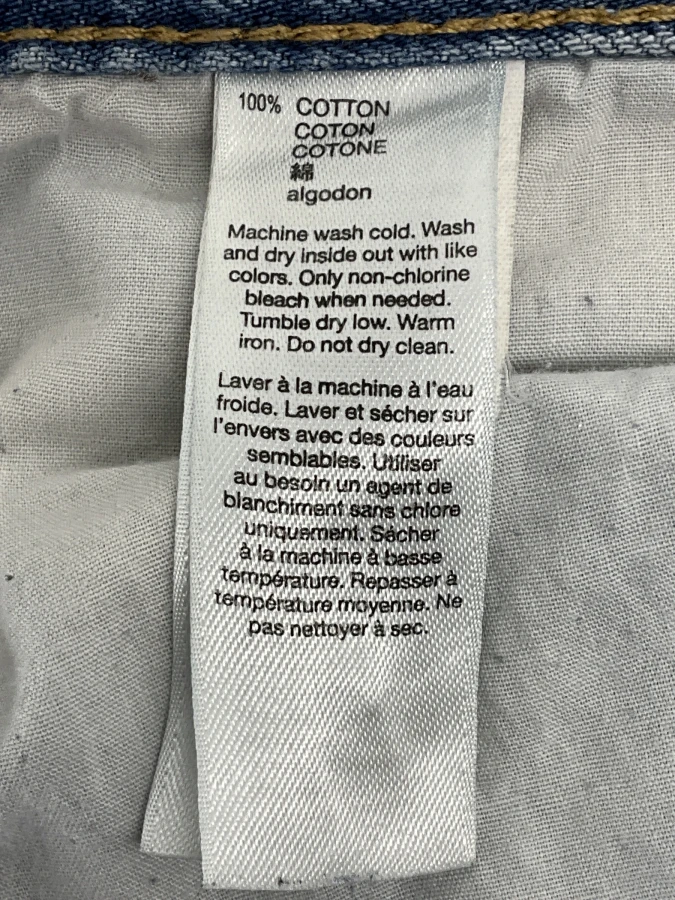 100% COTTON
COTON
COTONE
綿
algodon
Machine wash cold. Wash
and dry inside out with like
colors. Only non-chlorine
bleach when needed.
Tumble dry low. Warm
iron. Do not dry clean.
Laver à la machine à l'eau
froide. Laver et sécher sur
l'envers avec des couleurs
semblables. Utiliser
au besoin un agent de
blanchiment sans chlore
uniquement. Sécher
à la machine à basse
température. Repasser à
température moyenne. Ne
pas nettoyer à sec.